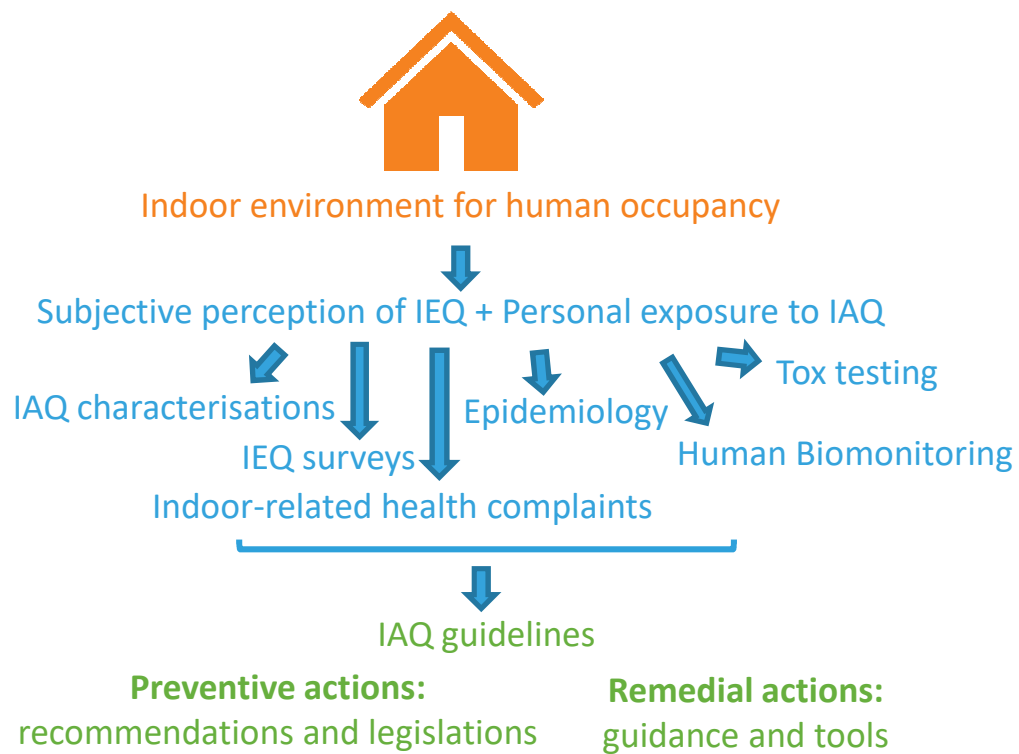 Indoor environment for human occupancy
Subjective perception of IEQ + Personal exposure to IAQ
Tox testing
IAQ characterisations
Epidemiology
IEQ surveys
Human Biomonitoring
Indoor-related health complaints
IAQ guidelines
Preventive actions:
recommendations and legislations
Remedial actions:
guidance and tools